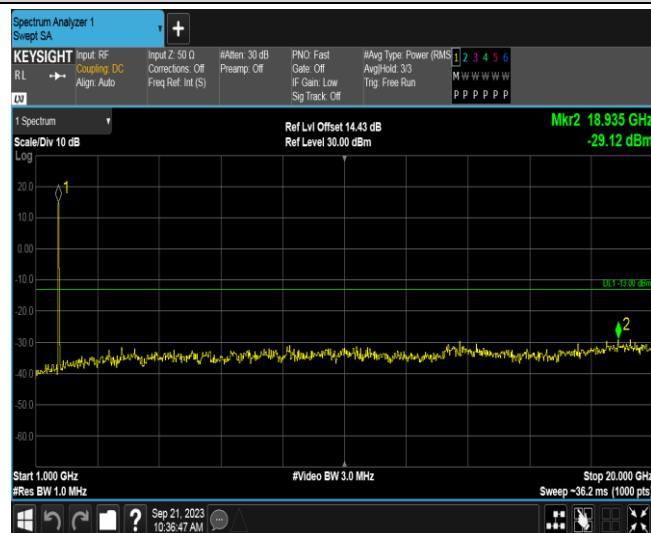 Spectrum Analyzer 1
Swept SA
+
KEYSIGHT
RL
LXI
Input: RF
Coupling: DC
Align: Auto
Input Z: 50 Ω
Corrections: Off
Freq Ref: Int (S)
#Atten: 30 dB
Preamp: Off
PNO: Fast
Gate: Off
IF Gain: Low
Sig Track: Off
#Avg Type: Power (RMS
Avg|Hold: 3/3
Trig: Free Run
1 2 3 4 5 6
M W W W W W
P P P P P P
1 Spectrum
Scale/Div 10 dB
Log
Ref Lvl Offset 14.43 dB
Ref Level 30.00 dBm
Mkr2 18.935 GHz
-29.12 dBm
20.0
10.0
0.00
-10.0
-20.0
-30.0
-40.0
-50.0
-60.0
1
2
DL1 -13.00 dBm
Start 1.000 GHz
#Res BW 1.0 MHz
#Video BW 3.0 MHz
Stop 20.000 GHz
Sweep ~36.2 ms (1000 pts)
?
Sep 21, 2023
10:36:47 AM